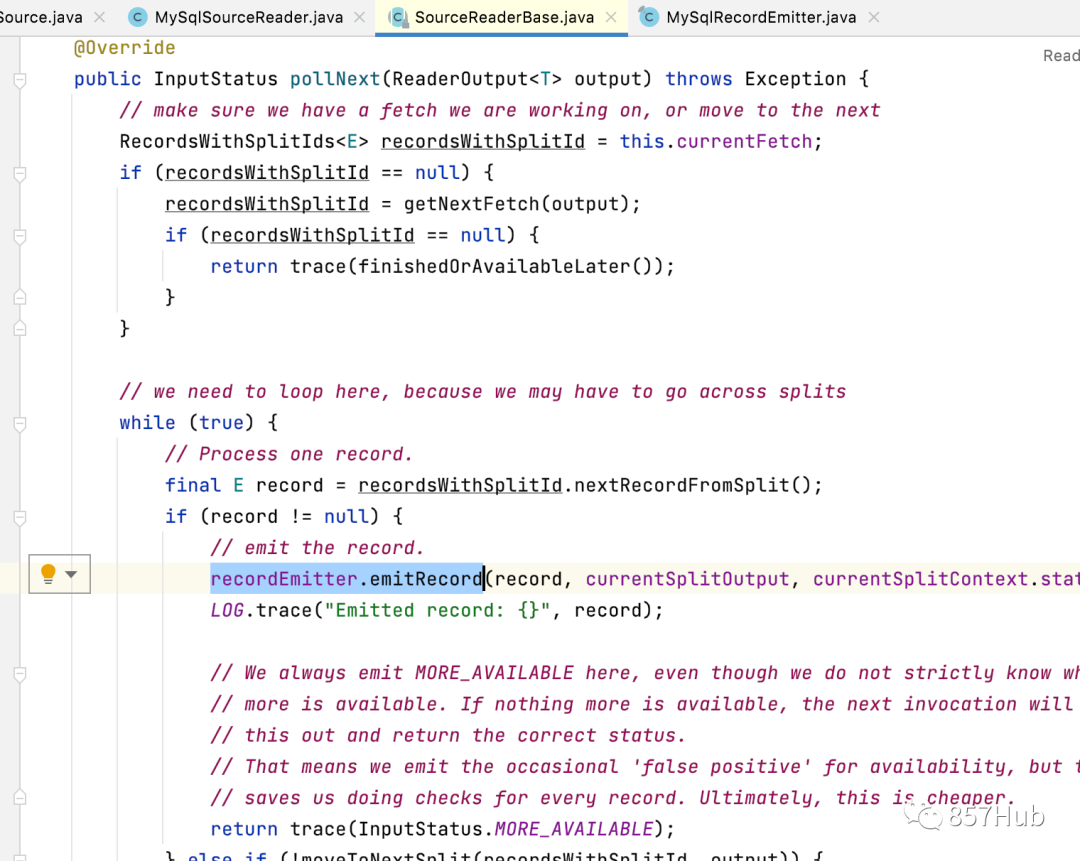 Source.java MySqlSourceReader.java SourceReaderBase.java MySqlRecordEmitter.java
@Override
Read
public InputStatus pollNext(ReaderOutput<T> output) throws Exception {
// make sure we have a fetch we are working on, or move to the next
RecordsWithSplitIds<E> recordsWithSplitId = this.currentFetch;
if (recordsWithSplitId == null) {
recordsWithSplitId = getNextFetch(output);
if (recordsWithSplitId == null) {
return trace(finishedOrAvailableLater());
}
}
// we need to loop here, because we may have to go across splits
while (true) {
// Process one record.
final E record = recordsWithSplitId.nextRecordFromSplit();
if (record != null) {
// emit the record.
recordEmitter.emitRecord(record, currentSplitOutput, currentSplitContext.stat
LOG.trace("Emitted record: {}", record);
// We always emit MORE_AVAILABLE here, even though we do not strictly know wh
// more is available. If nothing more is available, the next invocation will
// this out and return the correct status.
// That means we emit the occasional 'false positive' for availability, but t
// saves us doing checks for every record. Ultimately, this is cheaper.
857Hub
return trace(InputStatus.MORE_AVAILABLE);
} else if (!moveToNextSplit(recordsWithSplitId, output)) {